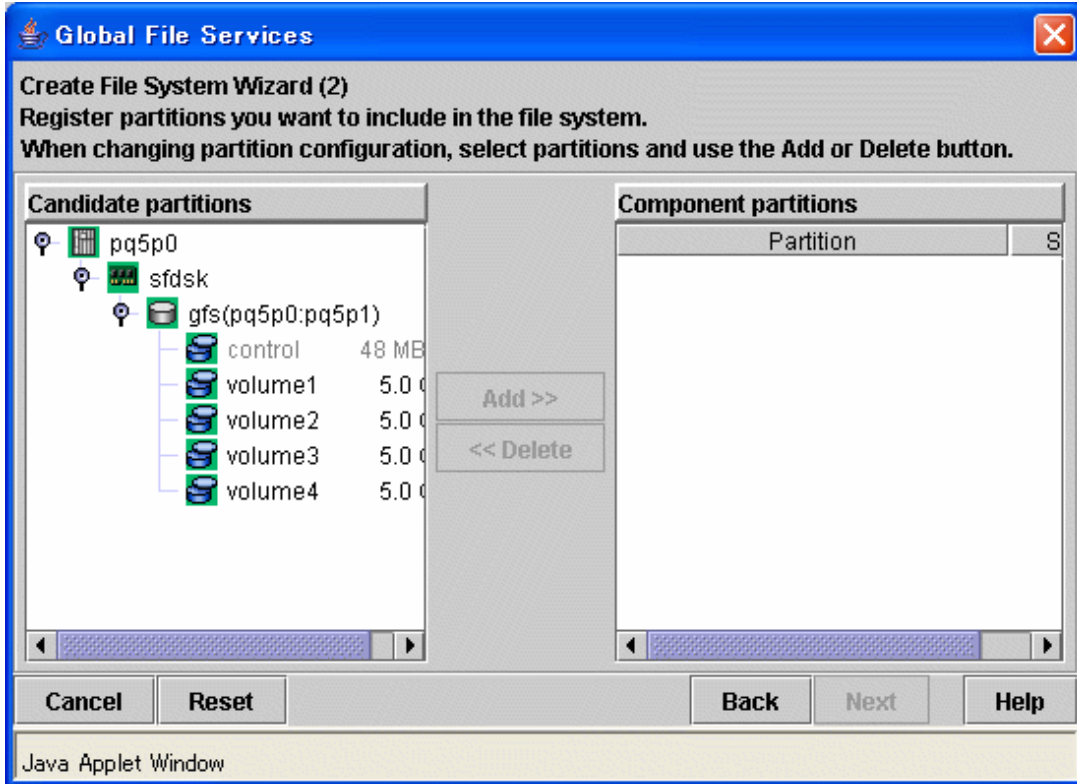 Global File Services
Create File System Wizard (2)
Register partitions you want to include in the file system.
When changing partition configuration, select partitions and use the Add or Delete button.
Candidate partitions
pq5p0
sfdsk
gfs(pq5p0:pq5p1)
control 48 MB
volume1 5.0
volume2 5.0
volume3 5.0
volume4 5.0
Add >>
<< Delete
Component partitions
Partition S
Cancel Reset Back Next Help
Java Applet Window